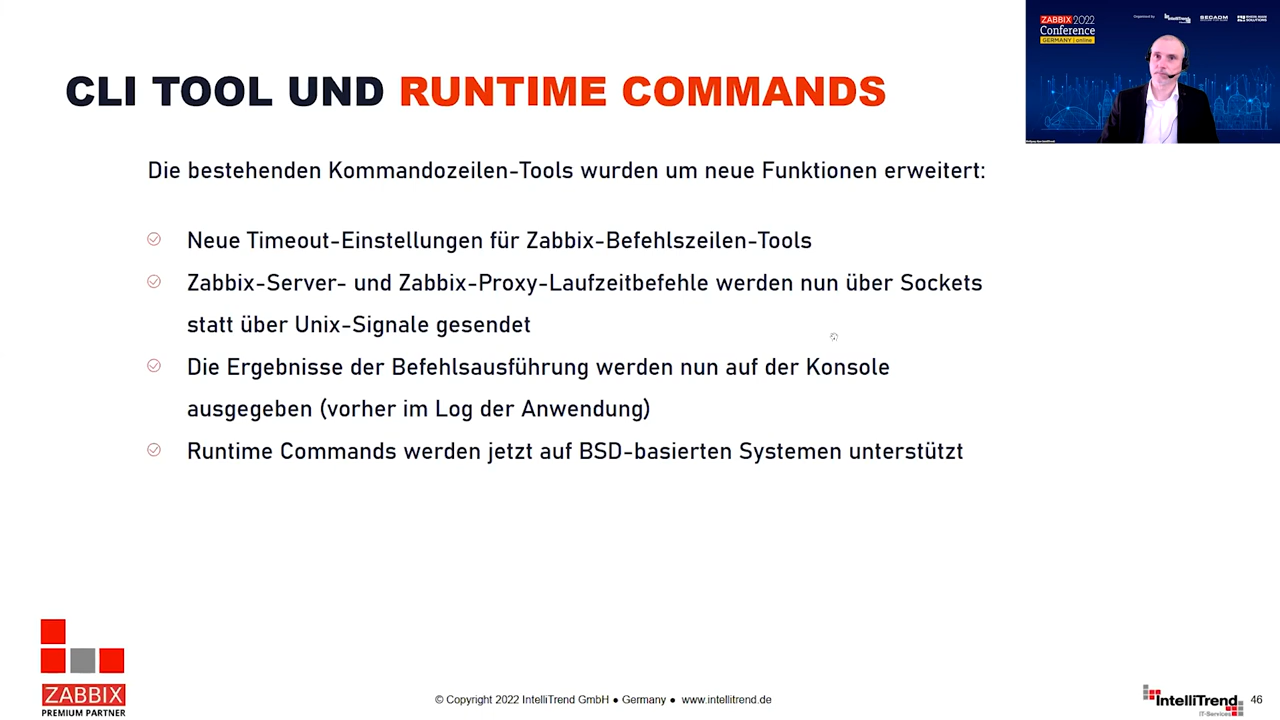 ZABBIX 2022
Conference
GERMANY | online
Organized by
IntelliTrend
SECADM
CLI TOOL UND RUNTIME COMMANDS
Die bestehenden Kommandozeilen-Tools wurden um neue Funktionen erweitert:
Neue Timeout-Einstellungen für Zabbix-Befehlszeilen-Tools
Zabbix-Server- und Zabbix-Proxy-Laufzeitbefehle werden nun über Sockets
statt über Unix-Signale gesendet
Die Ergebnisse der Befehlsausführung werden nun auf der Konsole
ausgegeben (vorher im Log der Anwendung)
Runtime Commands werden jetzt auf BSD-basierten Systemen unterstützt
ZABBIX
PREMIUM PARTNER
© Copyright 2022 IntelliTrend GmbH ● Germany ● www.intellitrend.de
IntelliTrend
IT-Services
46